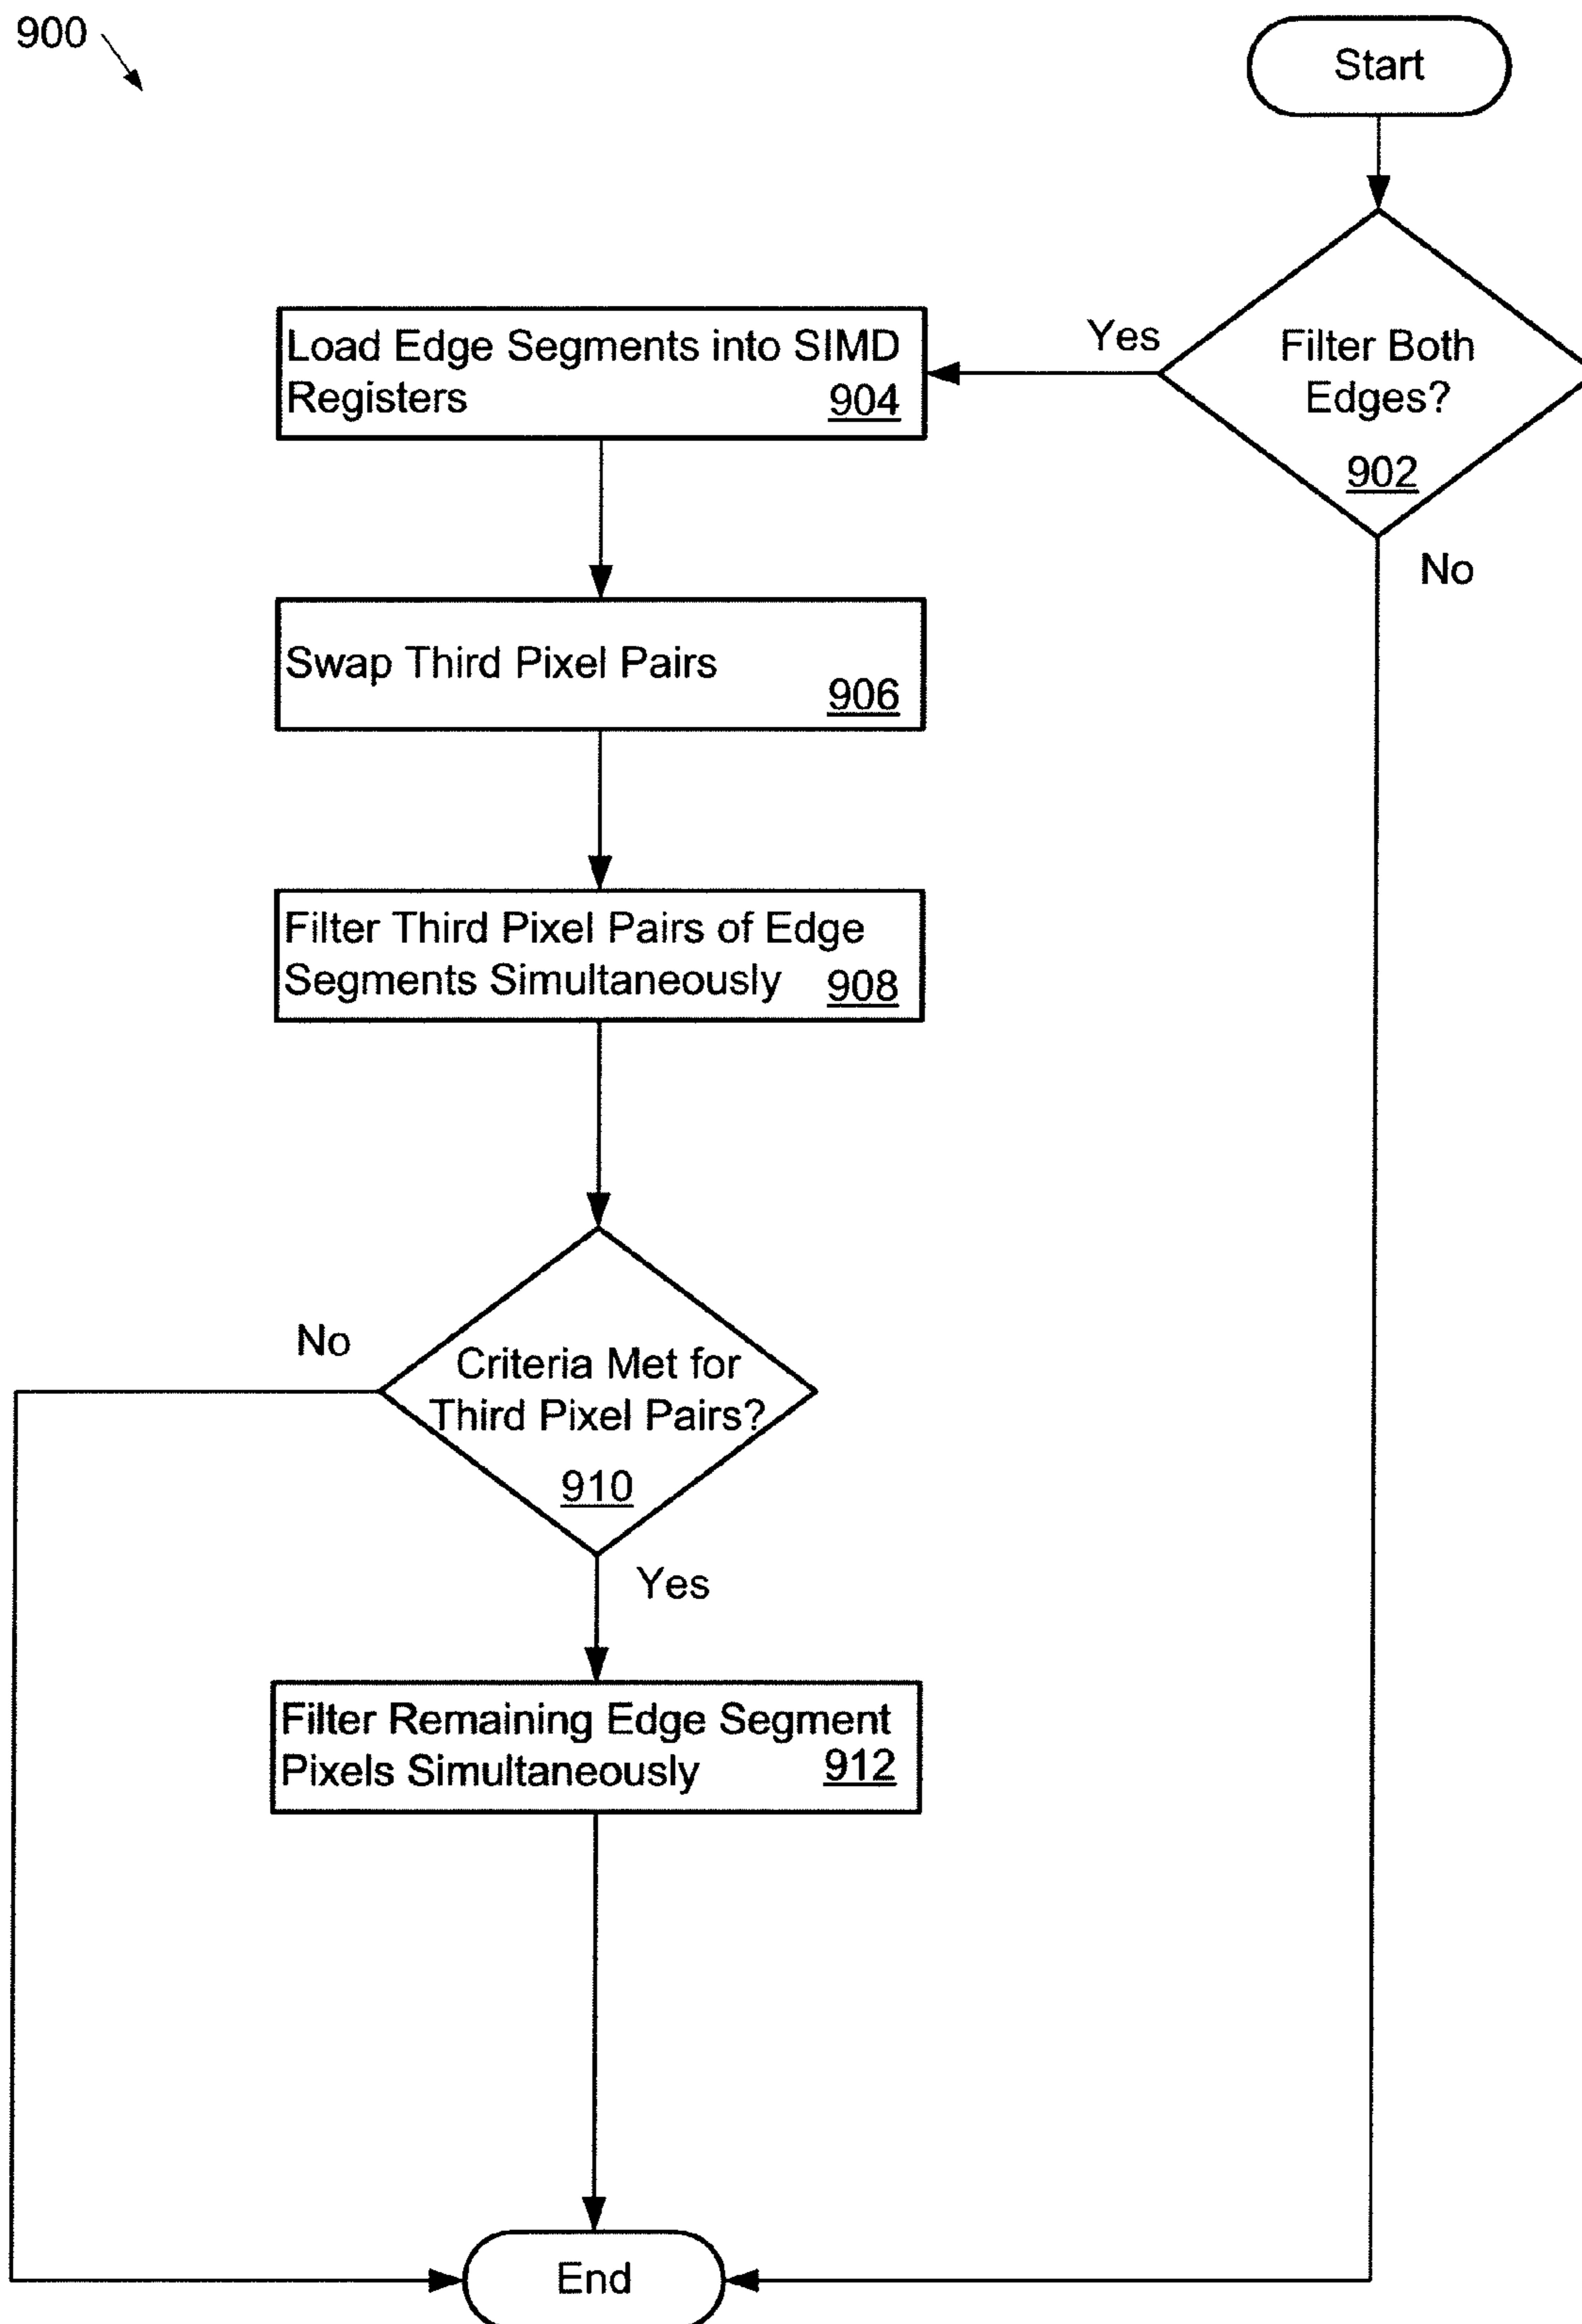 900
Start
Filter Both
Edges?
902
Yes
No
Load Edge Segments into SIMD
Registers 904
Swap Third Pixel Pairs
906
Filter Third Pixel Pairs of Edge
Segments Simultaneously 908
Criteria Met for
Third Pixel Pairs?
910
No
Yes
Filter Remaining Edge Segment
Pixels Simultaneously 912
End